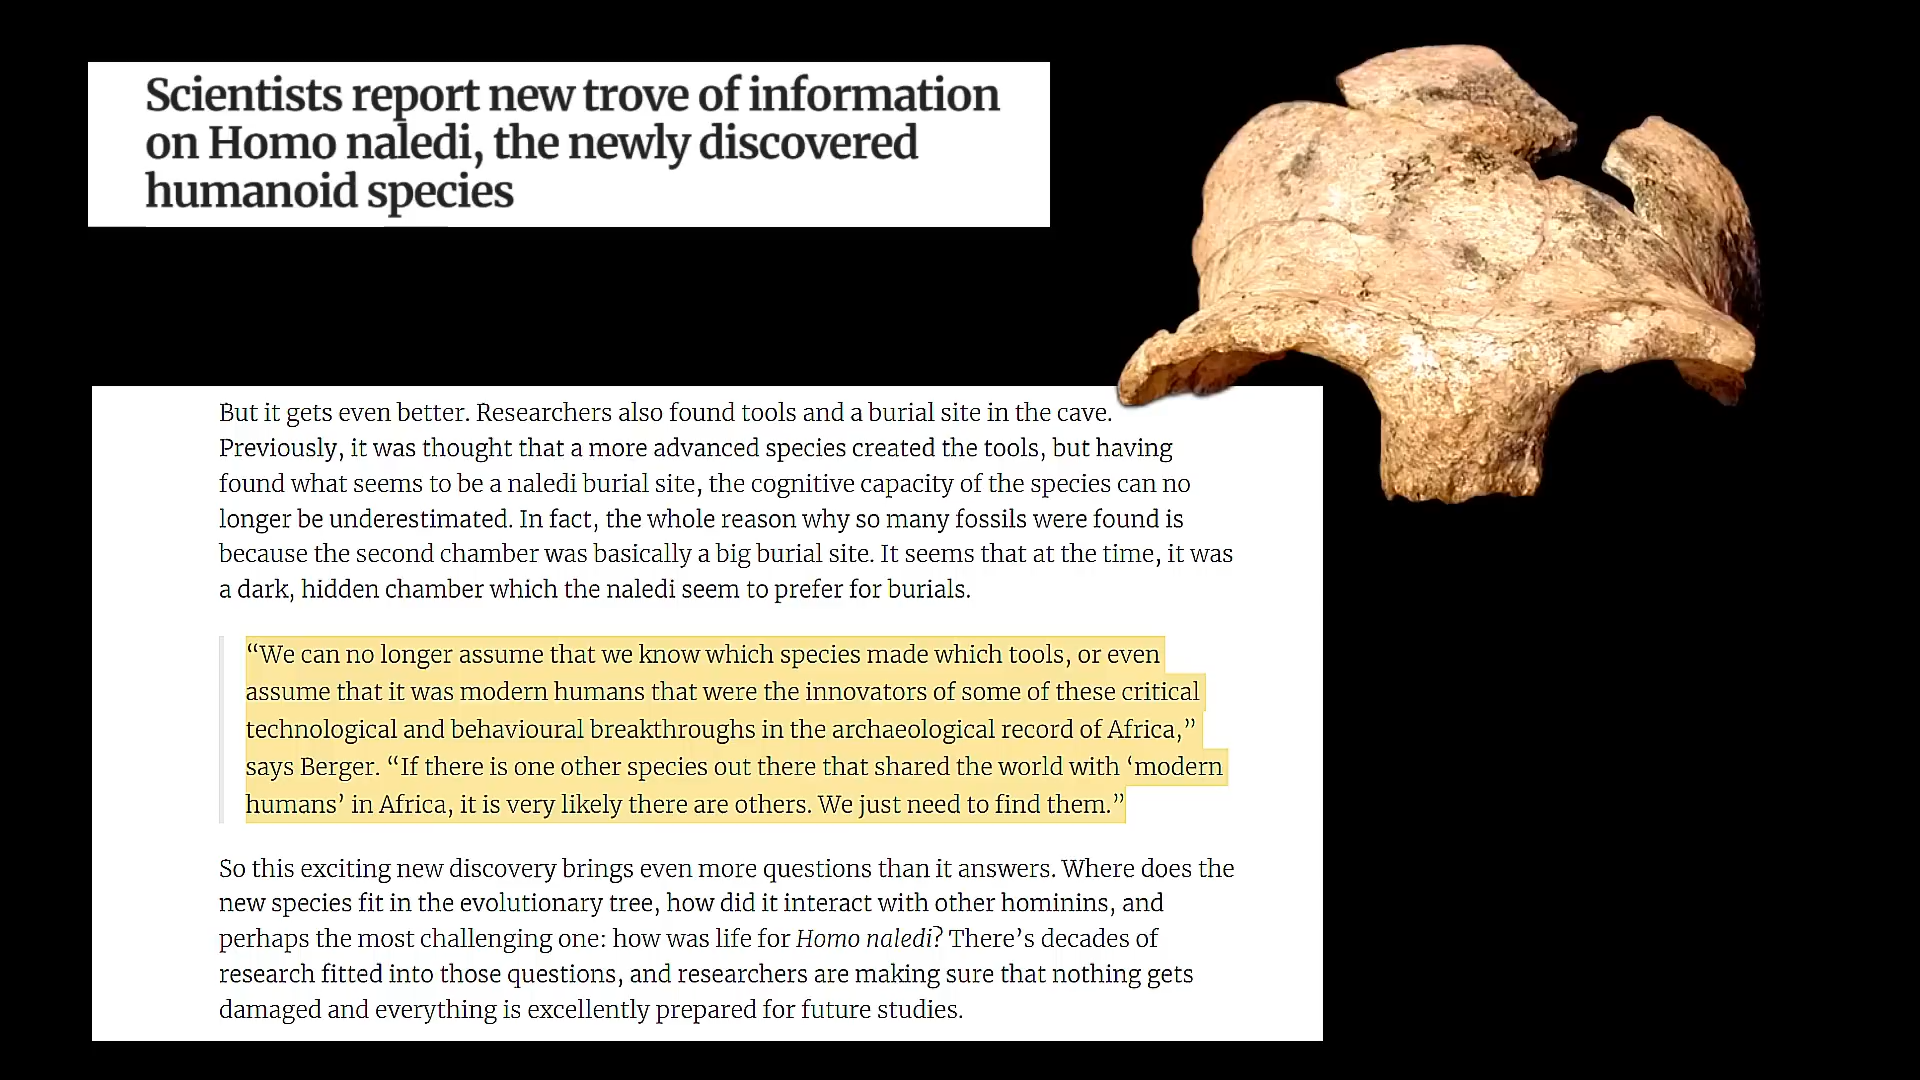 Scientists report new trove of information
on Homo naledi, the newly discovered
humanoid species
But it gets even better. Researchers also found tools and a burial site in the cave.
Previously, it was thought that a more advanced species created the tools, but having
found what seems to be a naledi burial site, the cognitive capacity of the species can no
longer be underestimated. In fact, the whole reason why so many fossils were found is
because the second chamber was basically a big burial site. It seems that at the time, it was
a dark, hidden chamber which the naledi seem to prefer for burials.
“We can no longer assume that we know which species made which tools, or even
assume that it was modern humans that were the innovators of some of these critical
technological and behavioural breakthroughs in the archaeological record of Africa,”
says Berger. “If there is one other species out there that shared the world with ‘modern
humans’ in Africa, it is very likely there are others. We just need to find them.”
So this exciting new discovery brings even more questions than it answers. Where does the
new species fit in the evolutionary tree, how did it interact with other hominins, and
perhaps the most challenging one: how was life for Homo naledi? There’s decades of
research fitted into those questions, and researchers are making sure that nothing gets
damaged and everything is excellently prepared for future studies.